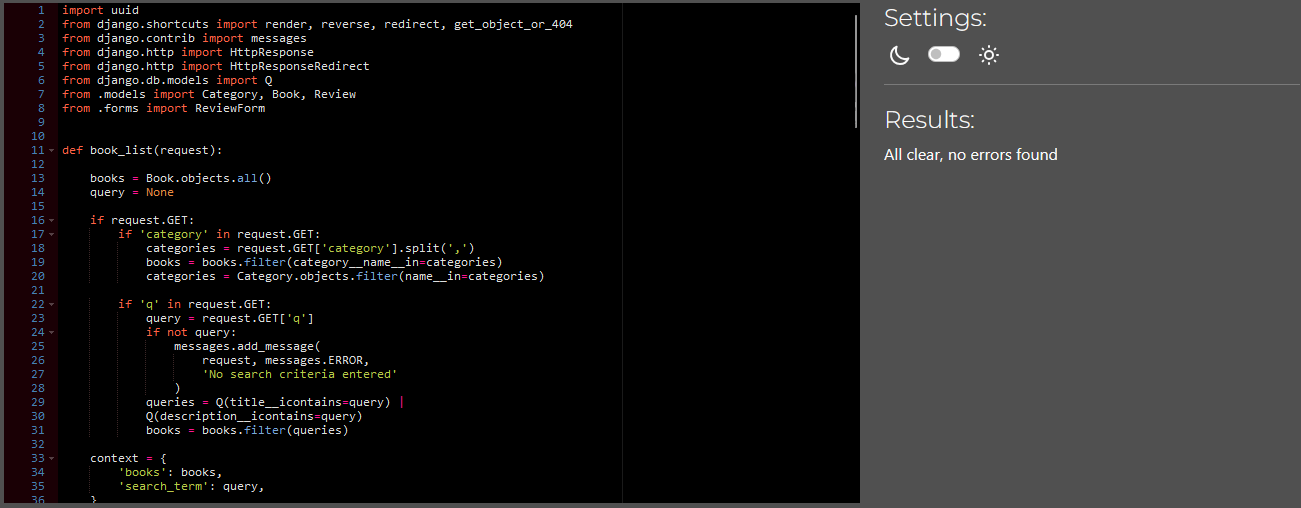 1 import uuid
2 from django.shortcuts import render, reverse, redirect, get_object_or_404
3 from django.contrib import messages
4 from django.http import HttpResponse
5 from django.http import HttpResponseRedirect
6 from django.db.models import Q
7 from .models import Category, Book, Review
8 from .forms import ReviewForm
9
10
11 def book_list(request):
12
13     books = Book.objects.all()
14     query = None
15
16     if request.GET:
17         if 'category' in request.GET:
18             categories = request.GET['category'].split(',')
19             books = books.filter(category__name__in=categories)
20             categories = Category.objects.filter(name__in=categories)
21
22         if 'q' in request.GET:
23             query = request.GET['q']
24             if not query:
25                 messages.add_message(
26                     request, messages.ERROR,
27                     'No search criteria entered'
28                 )
29             queries = Q(title__icontains=query) |
30             Q(description__icontains=query)
31             books = books.filter(queries)
32
33     context = {
34         'books': books,
35         'search_term': query,
36     }
Settings:
Results:
All clear, no errors found